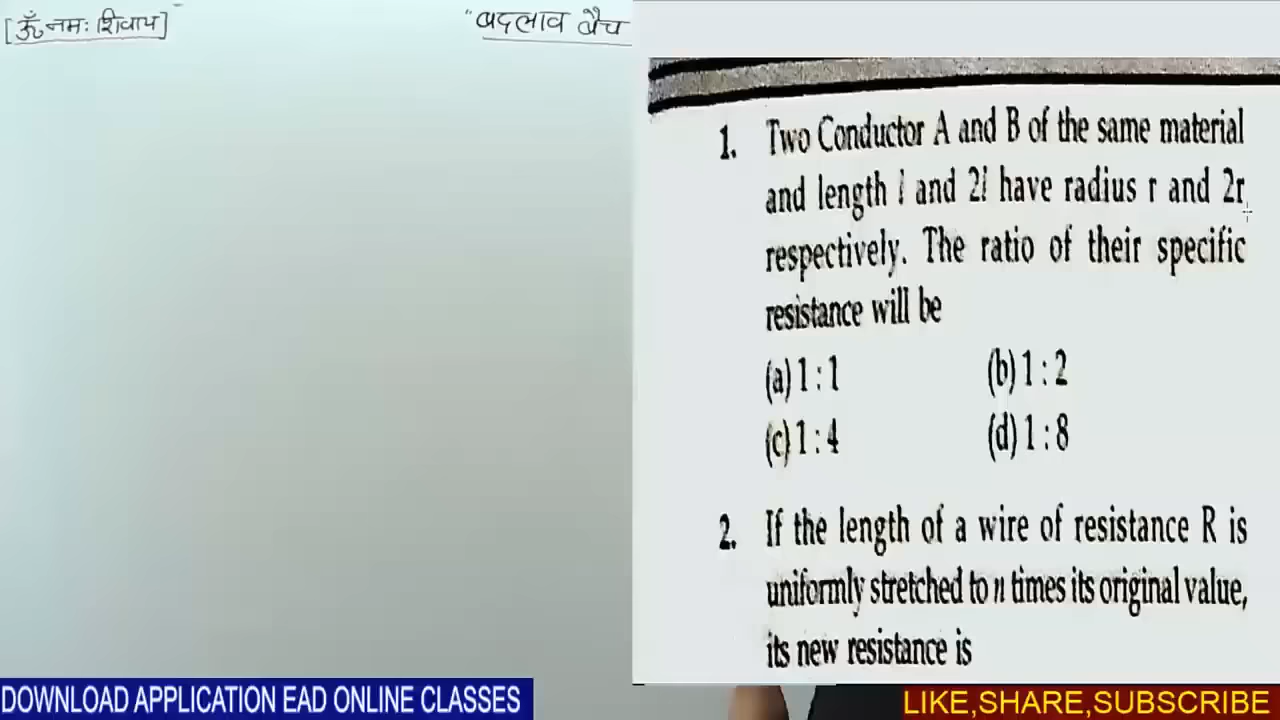 [ॐ नमः शिवाय]
"बदलाव बैच
1. Two Conductor A and B of the same material
and length l and 2l have radius r and 2r
respectively. The ratio of their specific
resistance will be
(a) 1 : 1 (b) 1 : 2
(c) 1 : 4 (d) 1 : 8
2. If the length of a wire of resistance R is
uniformly stretched to n times its original value,
its new resistance is
DOWNLOAD APPLICATION EAD ONLINE CLASSES
LIKE,SHARE,SUBSCRIBE